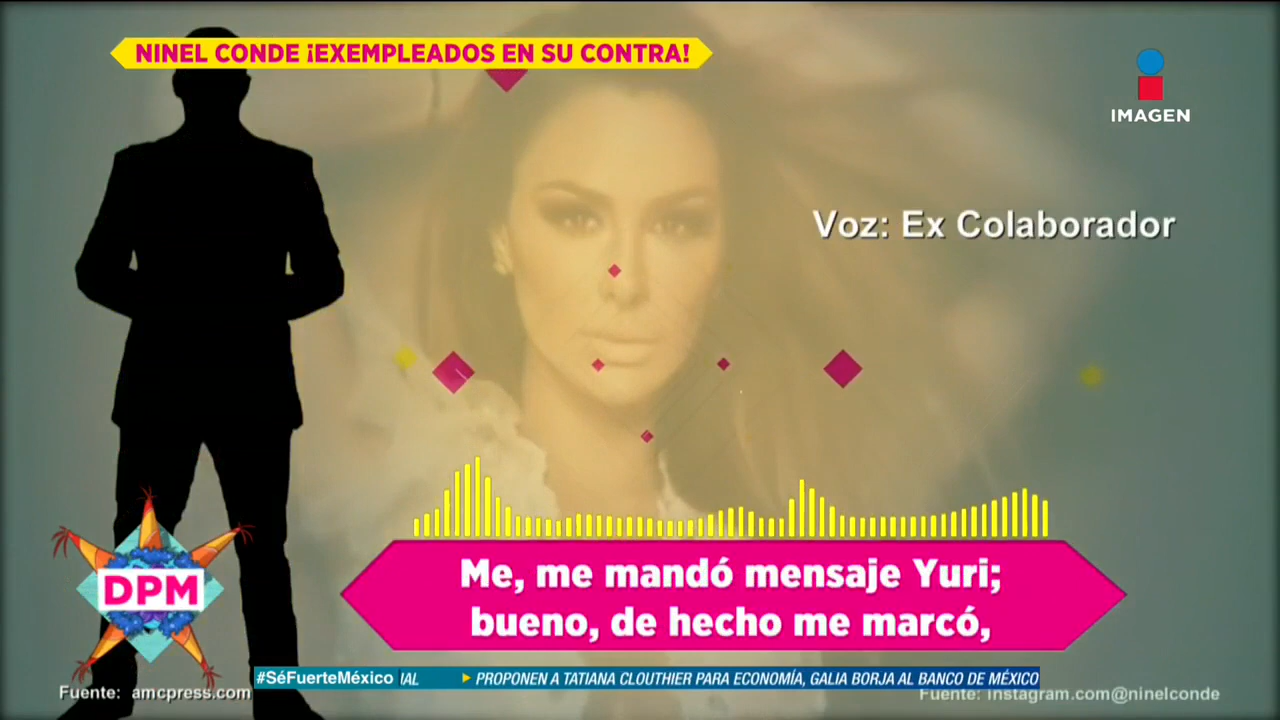 NINEL CONDE ¡EXEMPLEADOS EN SU CONTRA!
IMAGEN
Voz: Ex Colaborador
Me, me mandó mensaje Yuri;
bueno, de hecho me marcó,
DPM
#SéFuerteMéxico IAL PROPONEN A TATIANA CLOUTHIER PARA ECONOMÍA, GALIA BORJA AL BANCO DE MÉXICO
Fuente: amcpress.com
Fuente: instagram.com@ninelconde